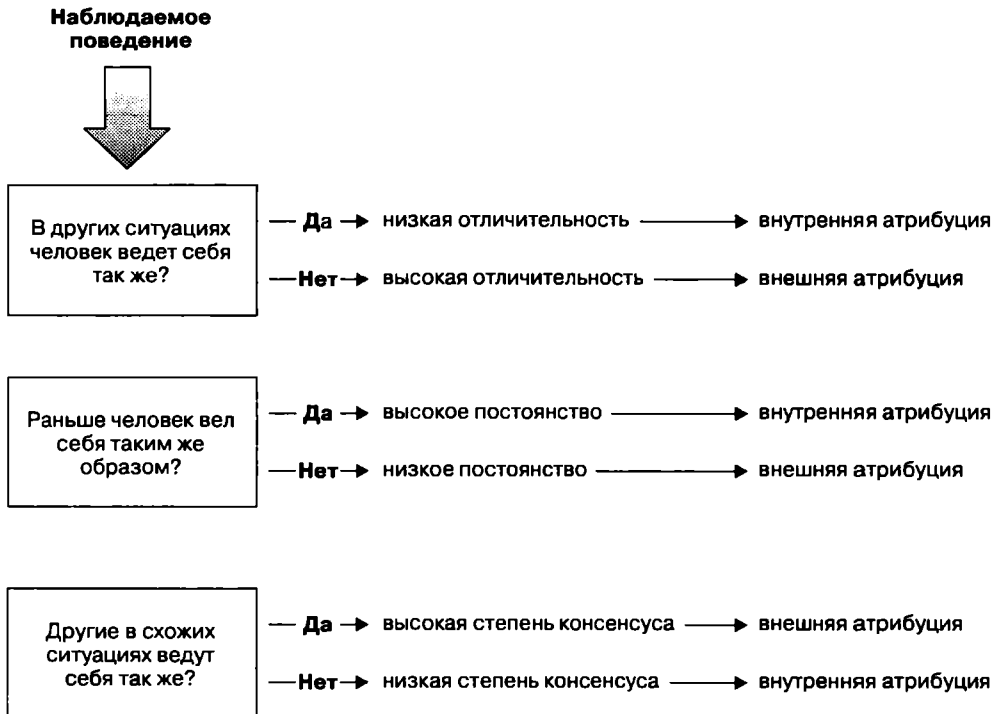 Наблюдаемое
поведение
В других ситуациях
человек ведет себя
так же?
Да низкая отличительность внутренняя атрибуция
Нет высокая отличительность внешняя атрибуция
Раньше человек вел
себя таким же
образом?
Да высокое постоянство внутренняя атрибуция
Нет низкое постоянство внешняя атрибуция
Другие в схожих
ситуациях ведут
себя так же?
Да высокая степень консенсуса внешняя атрибуция
Нет низкая степень консенсуса внутренняя атрибуция